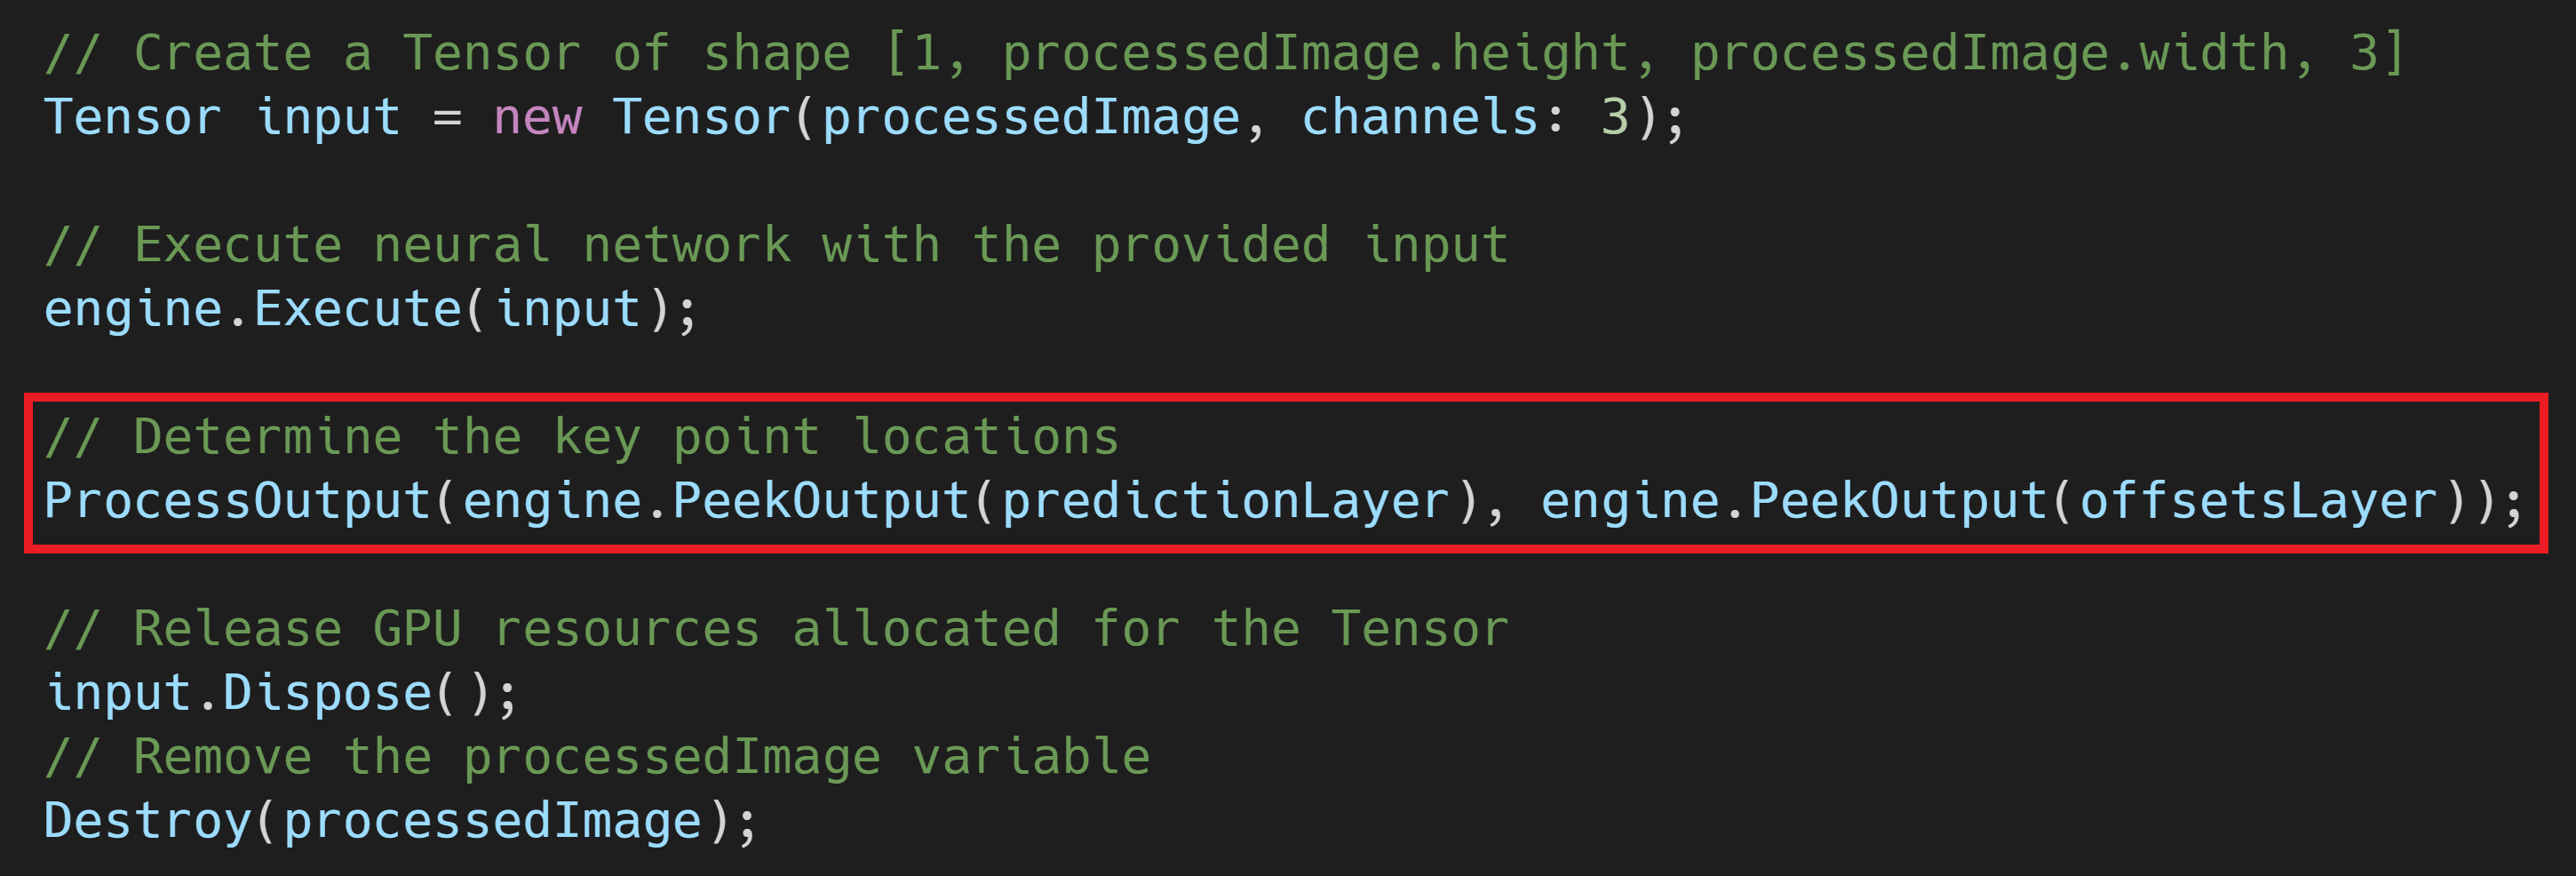 // Create a Tensor of shape [1, processedImage.height, processedImage.width, 3]
Tensor input = new Tensor(processedImage, channels: 3);
// Execute neural network with the provided input
engine.Execute(input);
// Determine the key point locations
ProcessOutput(engine.PeekOutput(predictionLayer), engine.PeekOutput(offsetsLayer));
// Release GPU resources allocated for the Tensor
input.Dispose();
// Remove the processedImage variable
Destroy(processedImage);